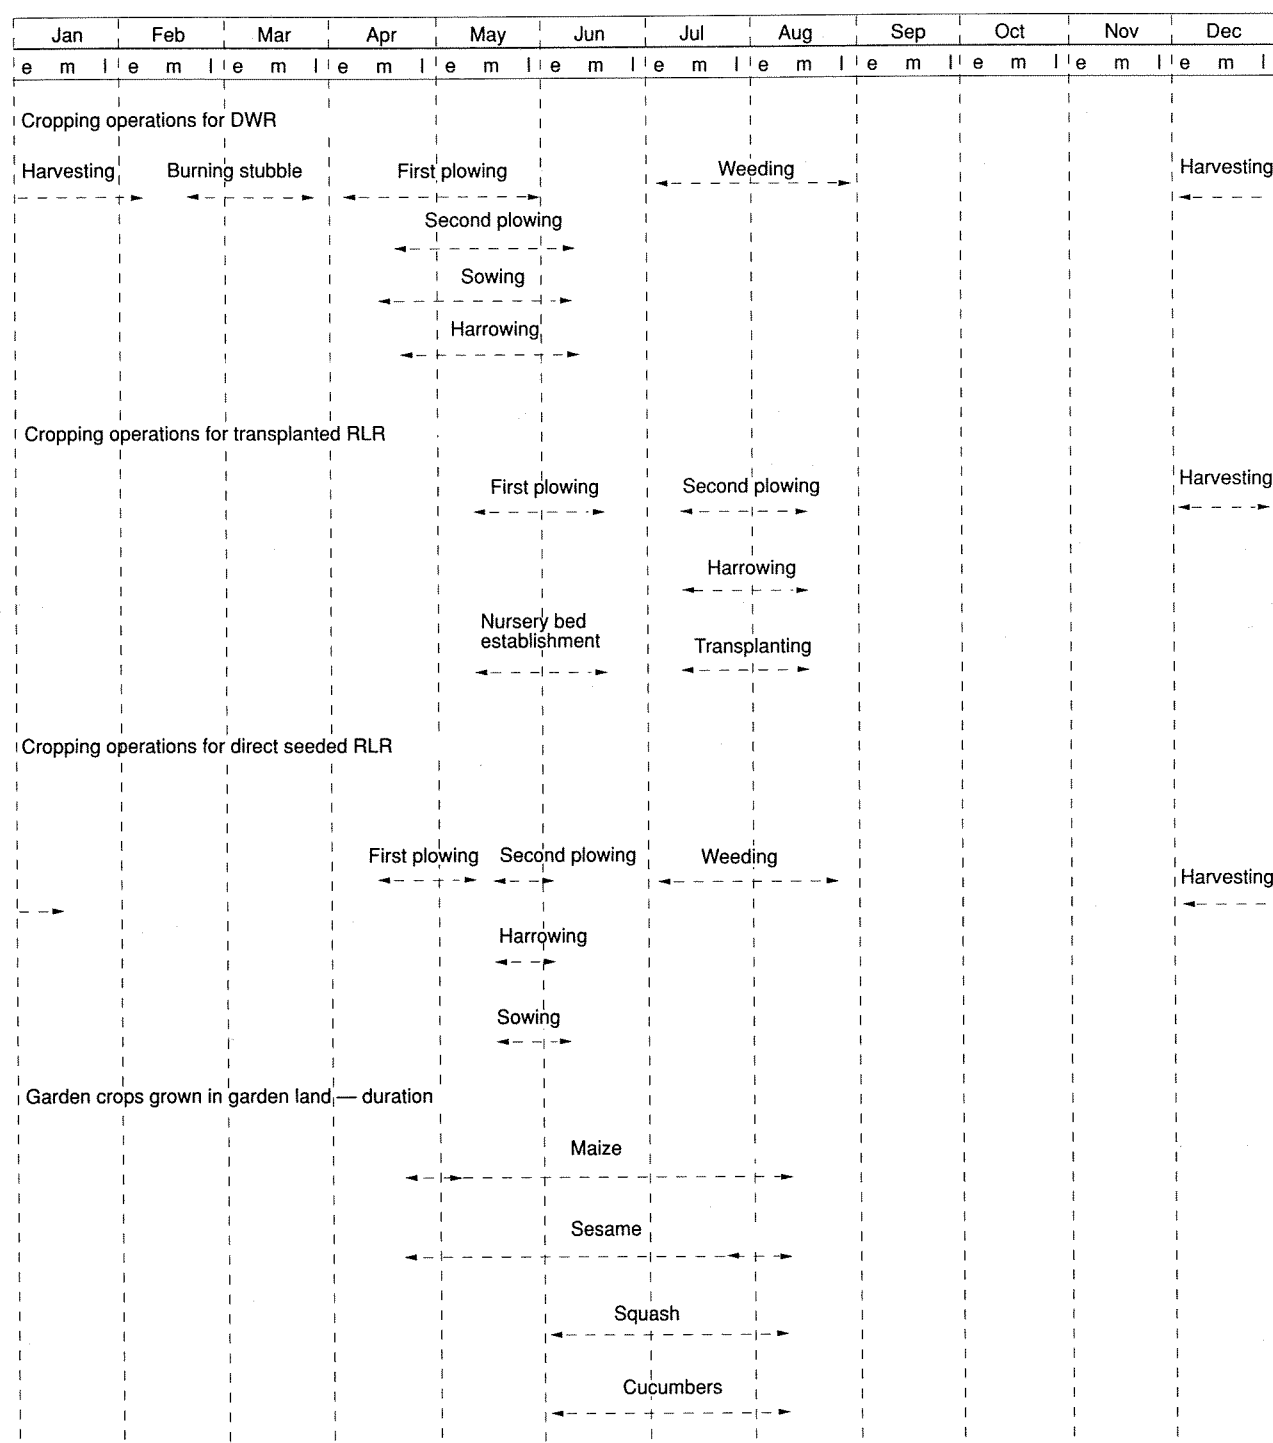 Jan Feb Mar Apr May Jun Jul Aug Sep Oct Nov Dec
e m l e m l e m l e m l e m l e m l e m l e m l e m l e m l e m l e m l
Cropping operations for DWR
Harvesting Burning stubble First plowing Weeding Harvesting
Second plowing
Sowing
Harrowing
Cropping operations for transplanted RLR
First plowing Second plowing Harvesting
Harrowing
Nursery bed
establishment Transplanting
Cropping operations for direct seeded RLR
First plowing Second plowing Weeding Harvesting
Harrowing
Sowing
Garden crops grown in garden land — duration
Maize
Sesame
Squash
Cucumbers